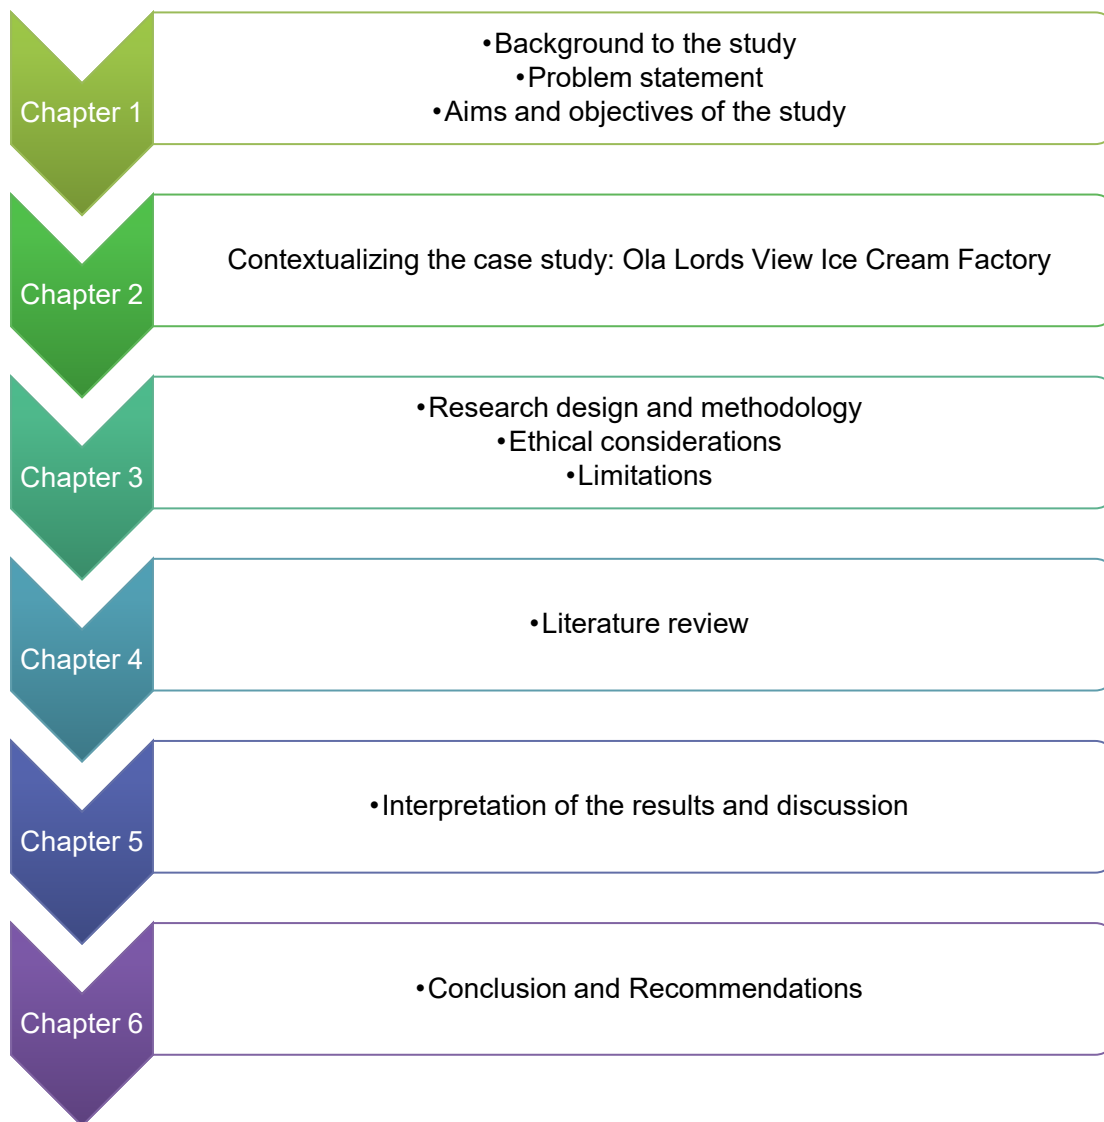 Chapter 1
•Background to the study
•Problem statement
•Aims and objectives of the study
Chapter 2
Contextualizing the case study: Ola Lords View Ice Cream Factory
Chapter 3
•Research design and methodology
•Ethical considerations
•Limitations
Chapter 4
•Literature review
Chapter 5
•Interpretation of the results and discussion
Chapter 6
•Conclusion and Recommendations